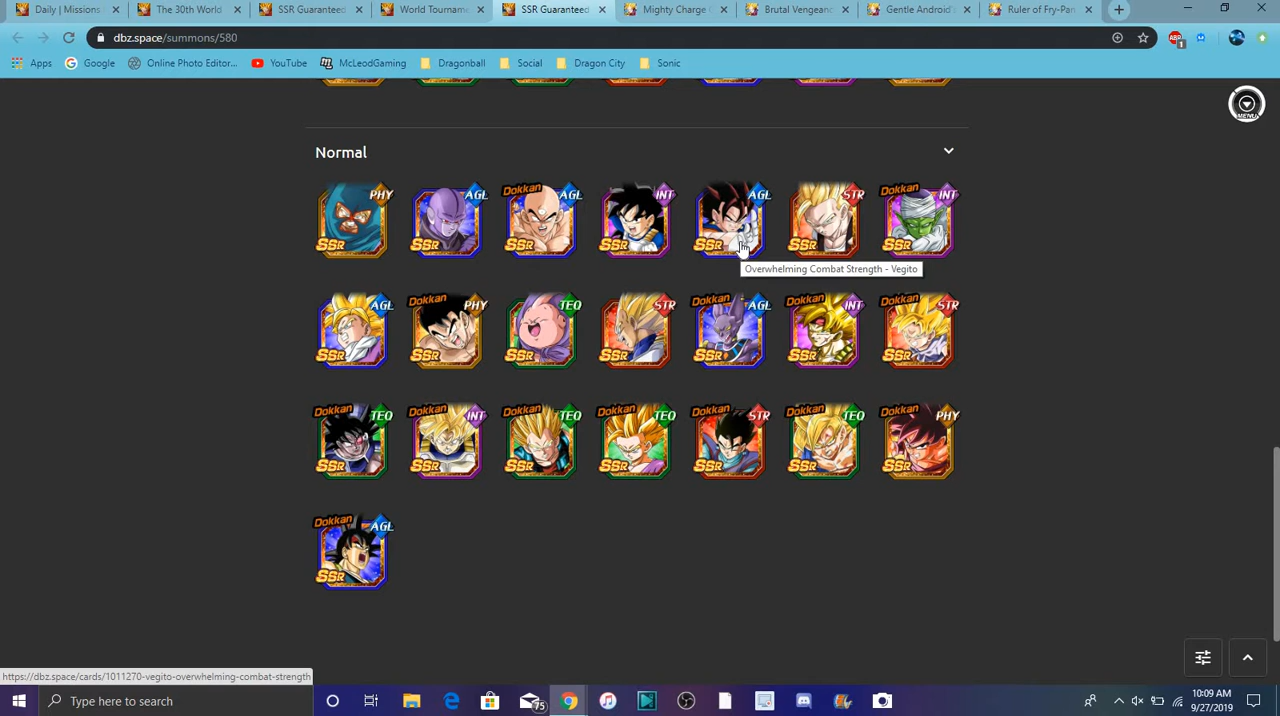 Daily | Missions
The 30th World
SSR Guaranteed
World Tourname
SSR Guaranteed
Mighty Charge
Brutal Vengeanc
Gentle Android's
Ruler of Fry-Pan
dbz.space/summons/580
ABP
1
Apps
Google
Online Photo Editor...
YouTube
McLeodGaming
Dragonball
Social
Dragon City
Sonic
MENU
Normal
PHY
SSR
AGL
SSR
Dokkan
AGL
SSR
INT
SSR
AGL
SSR
STR
SSR
Dokkan
INT
SSR
Overwhelming Combat Strength - Vegito
AGL
SSR
Dokkan
PHY
SSR
TEQ
SSR
STR
SSR
Dokkan
AGL
SSR
Dokkan
INT
SSR
Dokkan
STR
SSR
Dokkan
TEQ
SSR
Dokkan
INT
SSR
Dokkan
TEQ
SSR
Dokkan
TEQ
SSR
Dokkan
STR
SSR
Dokkan
TEQ
SSR
Dokkan
PHY
SSR
Dokkan
AGL
SSR
https://dbz.space/cards/1011270-vegito-overwhelming-combat-strength
Type here to search
75
10:09 AM
9/27/2019